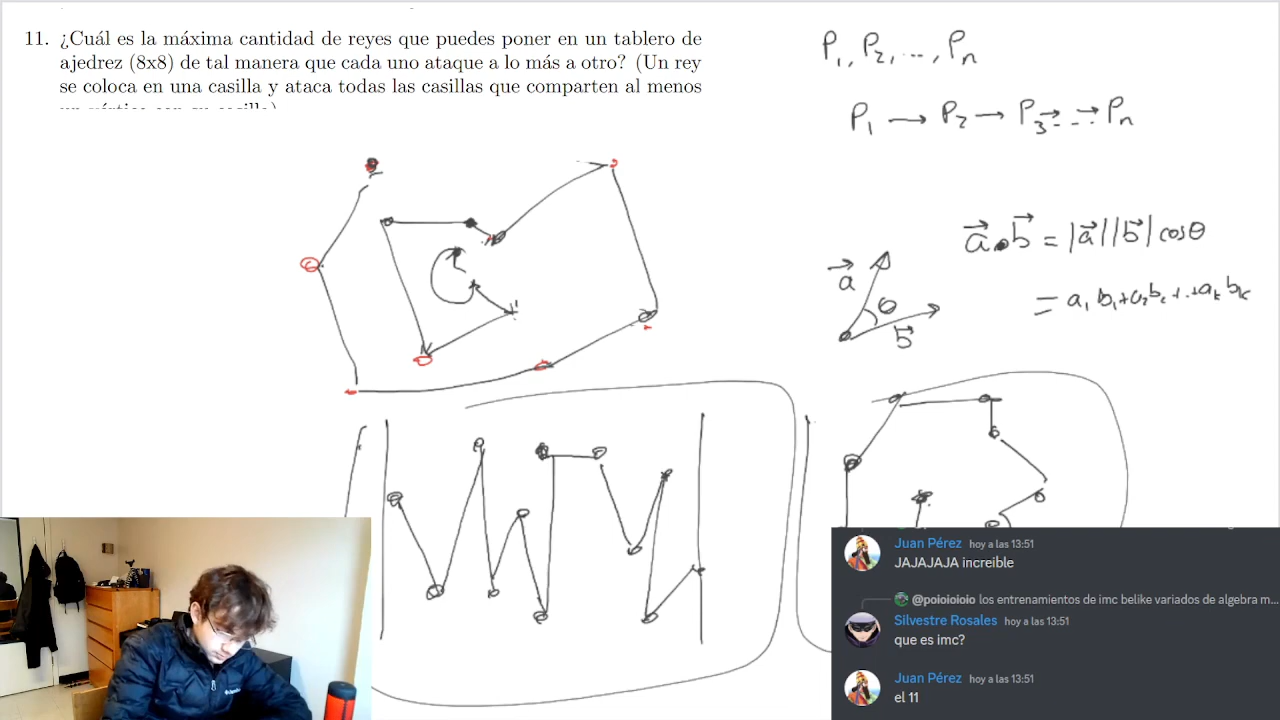 11. ¿Cuál es la máxima cantidad de reyes que puedes poner en un tablero de
ajedrez (8x8) de tal manera que cada uno ataque a lo más a otro? (Un rey
se coloca en una casilla y ataca todas las casillas que comparten al menos
P₁, P₂, ..., Pₙ
P₁ → P₂ → P₃ → ... → Pₙ
a⃗ • b⃗ = |a⃗||b⃗| cosθ
= a₁b₁+a₂b₂+...+aₖbₖ
a⃗
θ
b⃗
Juan Pérez hoy a las 13:51
JAJAJAJA increible
@poioioioio los entrenamientos de imc belike variados de algebra m...
Silvestre Rosales hoy a las 13:51
que es imc?
Juan Pérez hoy a las 13:51
el 11